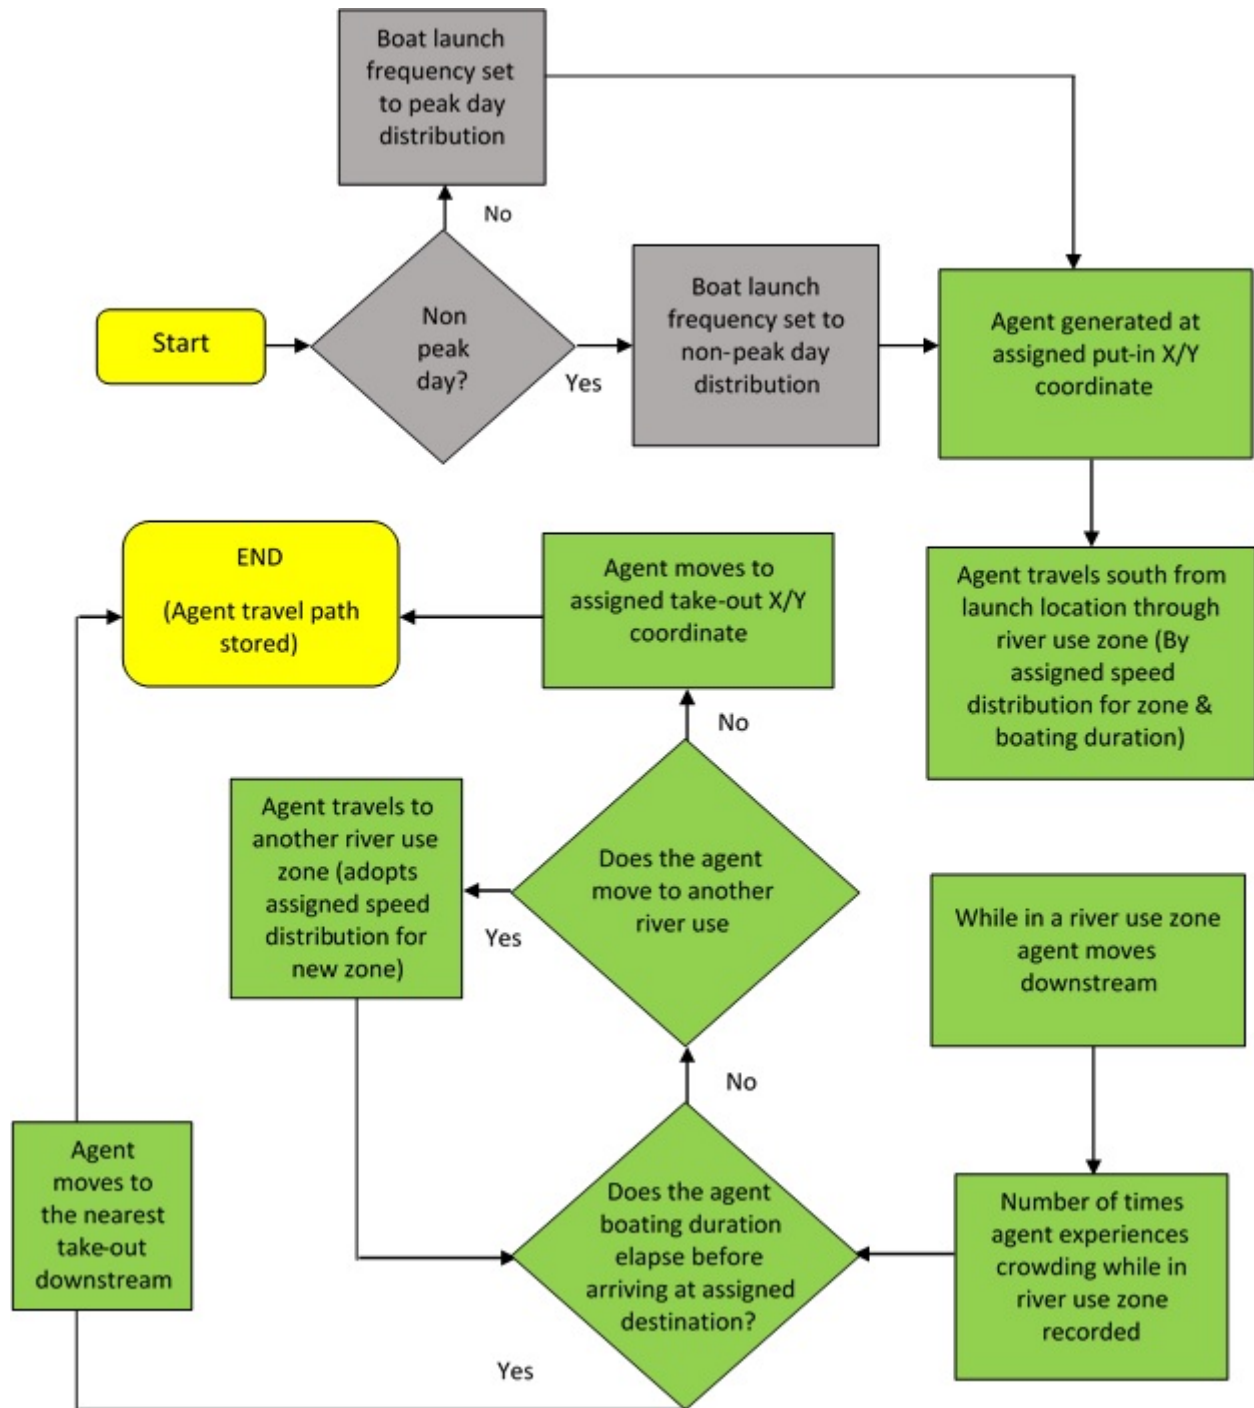 Boat launch
frequency set
to peak day
distribution
No
Start
Non
peak
day?
Yes
Boat launch
frequency set to
non-peak day
distribution
Agent generated at
assigned put-in X/Y
coordinate
Agent travels south from
launch location through
river use zone (By
assigned speed
distribution for zone &
boating duration)
While in a river use zone
agent moves
downstream
Number of times
agent experiences
crowding while in
river use zone
recorded
Does the agent
boating duration
elapse before
arriving at assigned
destination?
No
Does the agent
move to another
river use
Yes
Agent travels to
another river use
zone (adopts
assigned speed
distribution for
new zone)
No
Agent moves to
assigned take-out X/Y
coordinate
Yes
Agent
moves to
the nearest
take-out
downstream
END
(Agent travel path
stored)